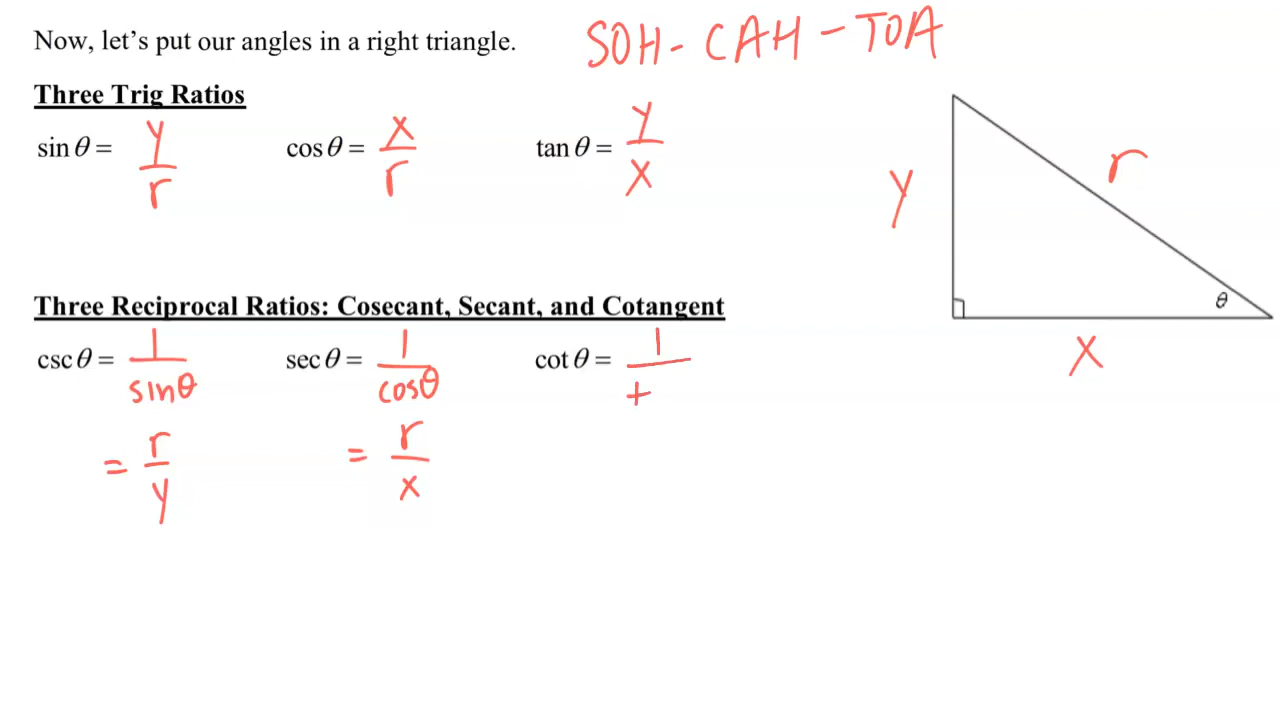 Now, let's put our angles in a right triangle. SOH - CAH - TOA
Three Trig Ratios
sin θ = y/r cos θ = x/r tan θ = y/x
y r θ x
Three Reciprocal Ratios: Cosecant, Secant, and Cotangent
csc θ = 1/sinθ sec θ = 1/cosθ cot θ = 1/t
= r/y = r/x